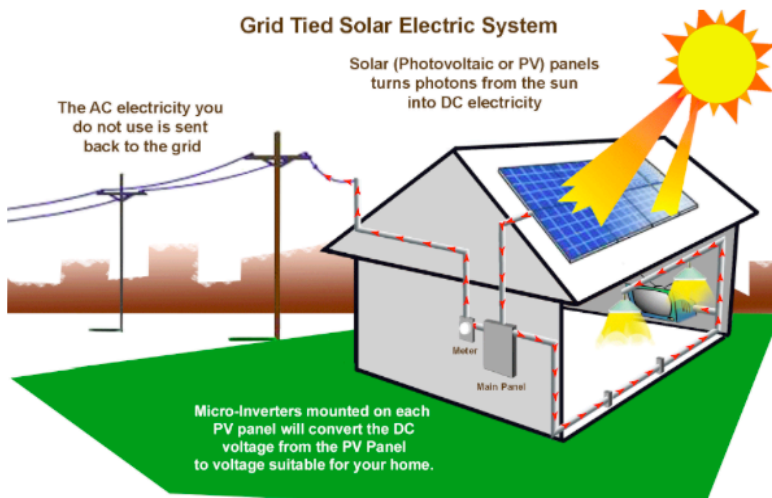 Grid Tied Solar Electric System
Solar (Photovoltaic or PV) panels
turns photons from the sun
into DC electricity
The AC electricity you
do not use is sent
back to the grid
Meter
Main Panel
Micro-Inverters mounted on each
PV panel will convert the DC
voltage from the PV Panel
to voltage suitable for your home.